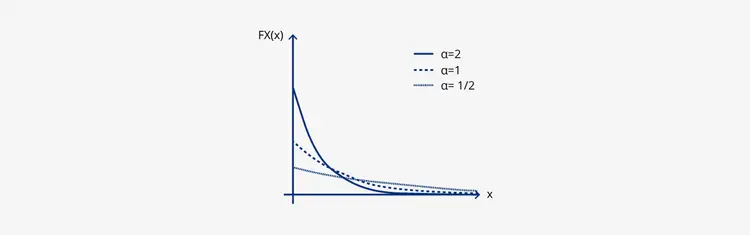 FX(x)
α=2
α=1
α= 1/2
x